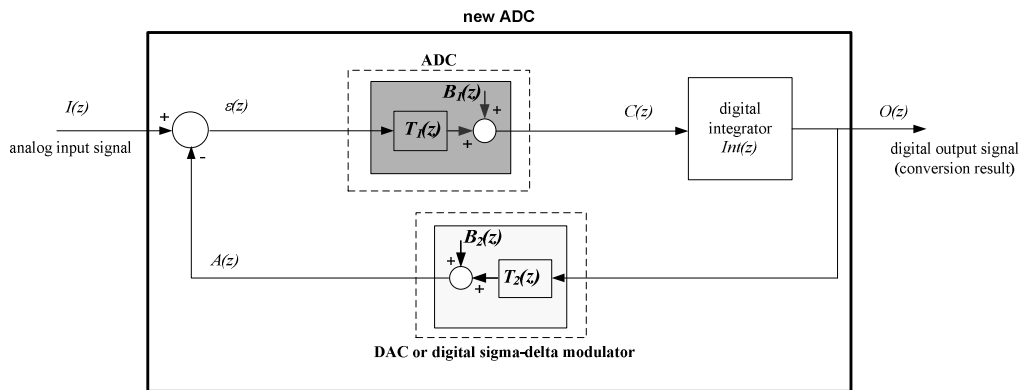 new ADC
ADC
I(z)
+
ε(z)
B₁(z)
+
T₁(z)
+
C(z)
digital
integrator
Int(z)
O(z)
analog input signal
-
digital output signal
(conversion result)
B₂(z)
A(z)
+
T₂(z)
+
DAC or digital sigma-delta modulator